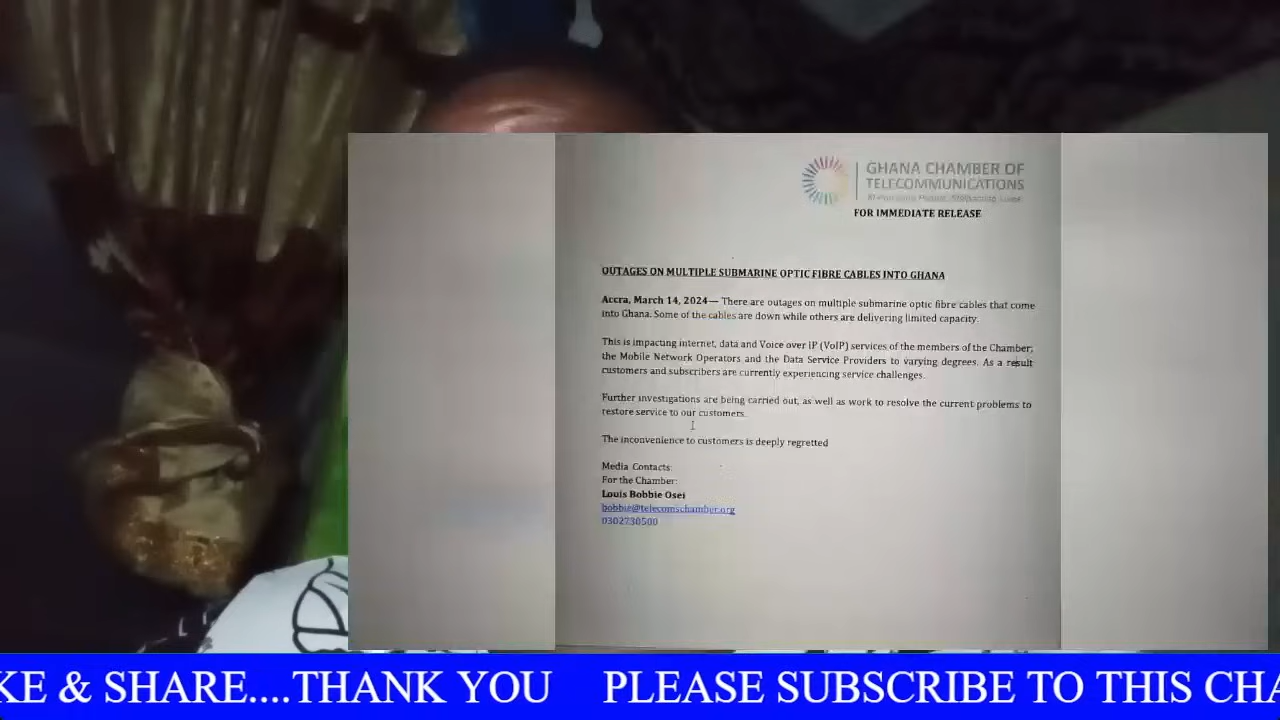 GHANA CHAMBER OF
TELECOMMUNICATIONS
FOR IMMEDIATE RELEASE
OUTAGES ON MULTIPLE SUBMARINE OPTIC FIBRE CABLES INTO GHANA
Accra, March 14, 2024— There are outages on multiple submarine optic fibre cables that come
into Ghana. Some of the cables are down while others are delivering limited capacity.
This is impacting internet, data and Voice over IP (VoIP) services of the members of the Chamber;
the Mobile Network Operators and the Data Service Providers to varying degrees. As a result
customers and subscribers are currently experiencing service challenges.
Further investigations are being carried out, as well as work to resolve the current problems to
restore service to our customers.
The inconvenience to customers is deeply regretted
Media Contacts:
For the Chamber:
Louis Bobbie Osei
bobbie@telecomschamber.org
0302730500
KE & SHARE....THANK YOU PLEASE SUBSCRIBE TO THIS CHA